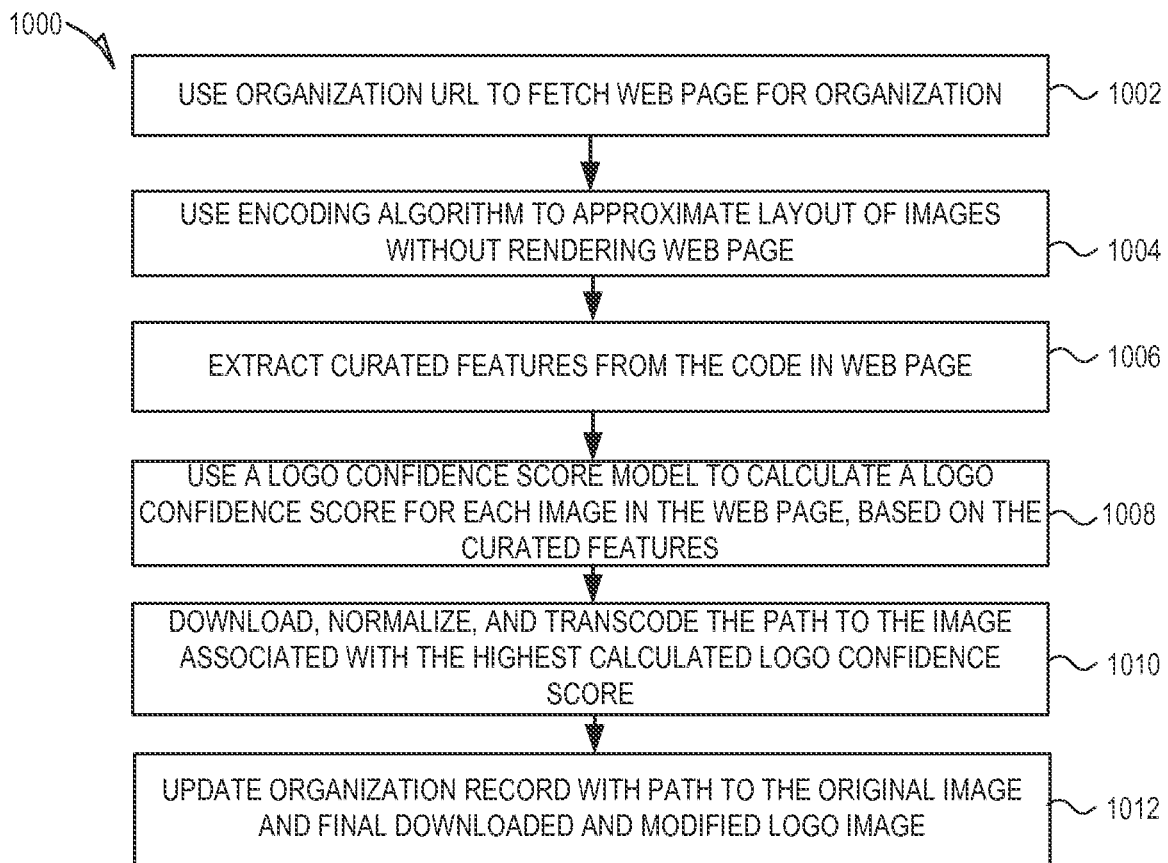 1000
USE ORGANIZATION URL TO FETCH WEB PAGE FOR ORGANIZATION
1002
USE ENCODING ALGORITHM TO APPROXIMATE LAYOUT OF IMAGES
WITHOUT RENDERING WEB PAGE
1004
EXTRACT CURATED FEATURES FROM THE CODE IN WEB PAGE
1006
USE A LOGO CONFIDENCE SCORE MODEL TO CALCULATE A LOGO
CONFIDENCE SCORE FOR EACH IMAGE IN THE WEB PAGE, BASED ON THE
CURATED FEATURES
1008
DOWNLOAD, NORMALIZE, AND TRANSCODE THE PATH TO THE IMAGE
ASSOCIATED WITH THE HIGHEST CALCULATED LOGO CONFIDENCE
SCORE
1010
UPDATE ORGANIZATION RECORD WITH PATH TO THE ORIGINAL IMAGE
AND FINAL DOWNLOADED AND MODIFIED LOGO IMAGE
1012